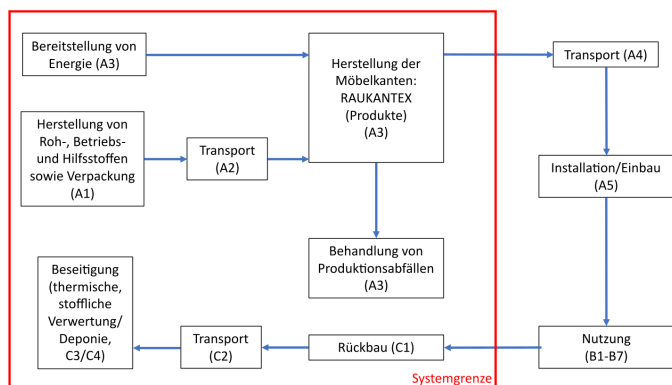 Bereitstellung von
Energie (A3)
Herstellung der
Möbelkanten:
RAUKANTEX
(Produkte)
(A3)
Transport (A4)
Herstellung von
Roh-, Betriebs-
und Hilfsstoffen
sowie Verpackung
(A1)
Transport
(A2)
Installation/Einbau
(A5)
Behandlung von
Produktionsabfällen
(A3)
Beseitigung
(thermische,
stoffliche
Verwertung/
Deponie,
C3/C4)
Transport
(C2)
Rückbau (C1)
Nutzung
(B1-B7)
Systemgrenze